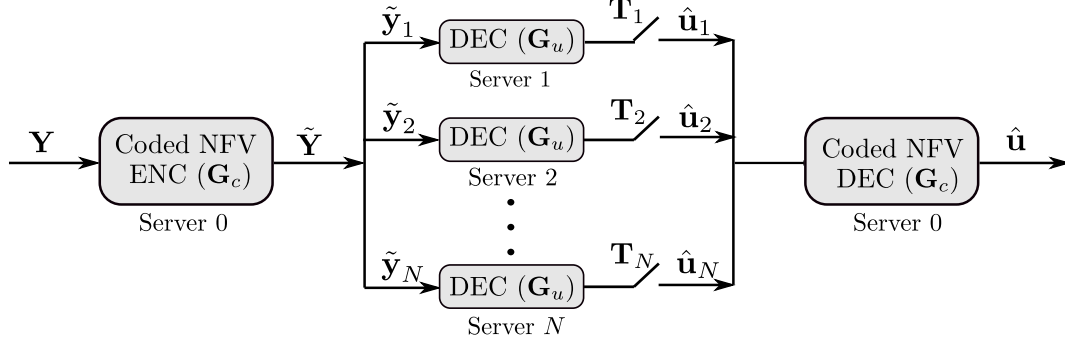 Y
Coded NFV
ENC (G_c)
Server 0
Ỹ
ỹ_1
DEC (G_u)
Server 1
T_1
û_1
ỹ_2
DEC (G_u)
Server 2
T_2
û_2
ỹ_N
DEC (G_u)
Server N
T_N
û_N
Coded NFV
DEC (G_c)
Server 0
û